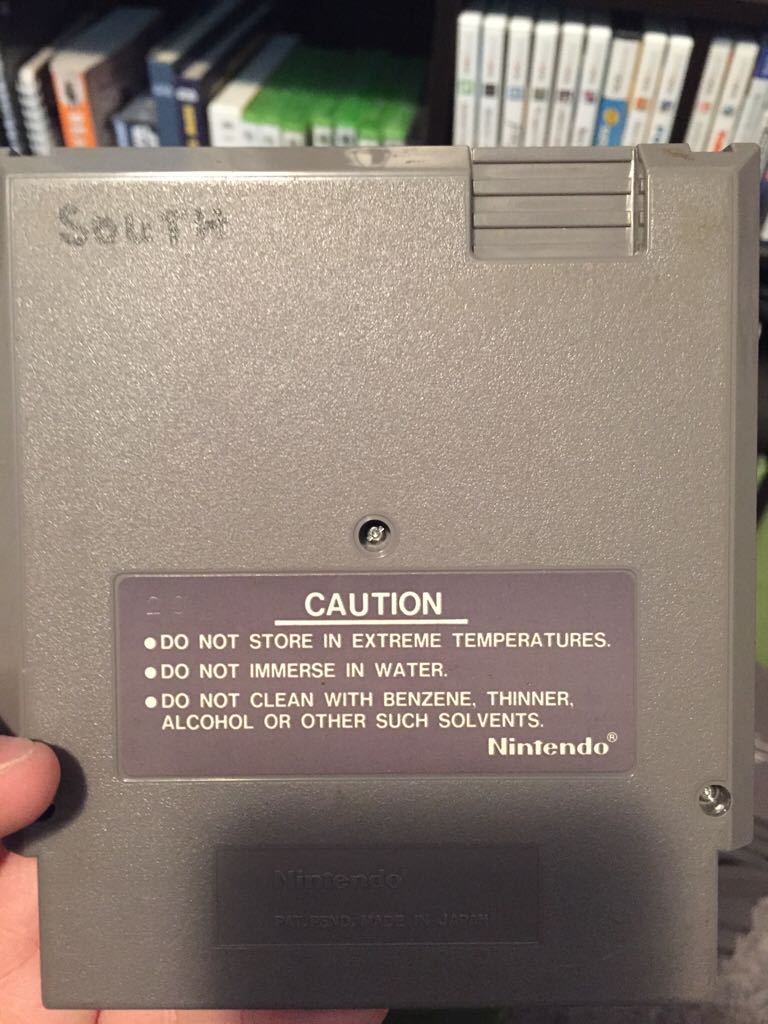 SOUTH
CAUTION
● DO NOT STORE IN EXTREME TEMPERATURES.
● DO NOT IMMERSE IN WATER.
● DO NOT CLEAN WITH BENZENE, THINNER,
ALCOHOL OR OTHER SUCH SOLVENTS.
Nintendo®
Nintendo®
PAT. PEND. MADE IN JAPAN